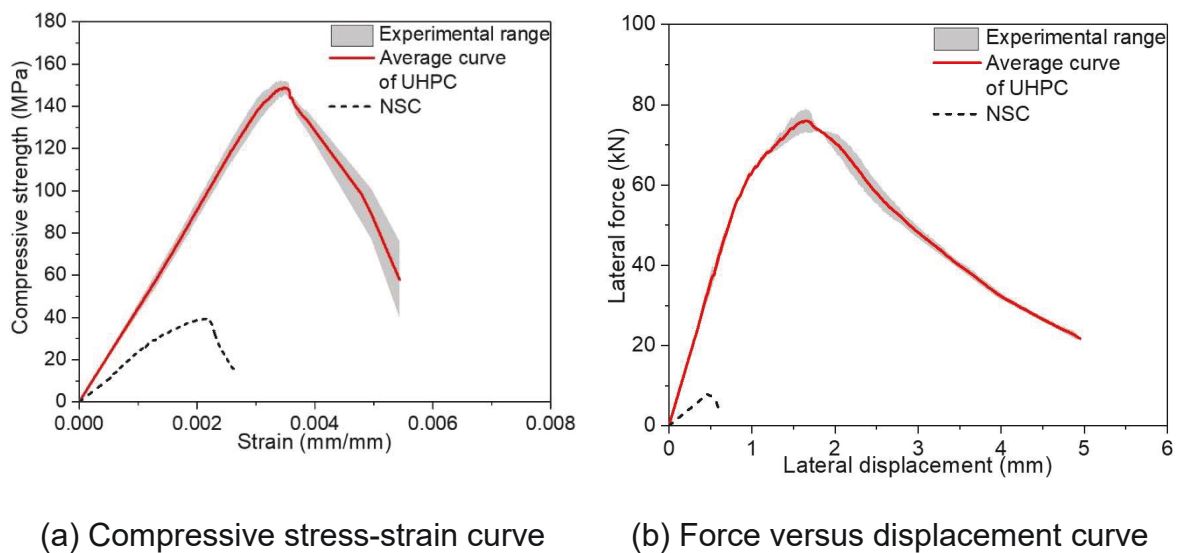 180
160
140
120
100
80
60
40
20
0
Compressive strength (MPa)
Experimental range
Average curve
of UHPC
NSC
0.000
0.002
0.004
0.006
0.008
Strain (mm/mm)
(a) Compressive stress-strain curve
100
80
60
40
20
0
Lateral force (kN)
Experimental range
Average curve
of UHPC
NSC
0
1
2
3
4
5
6
Lateral displacement (mm)
(b) Force versus displacement curve